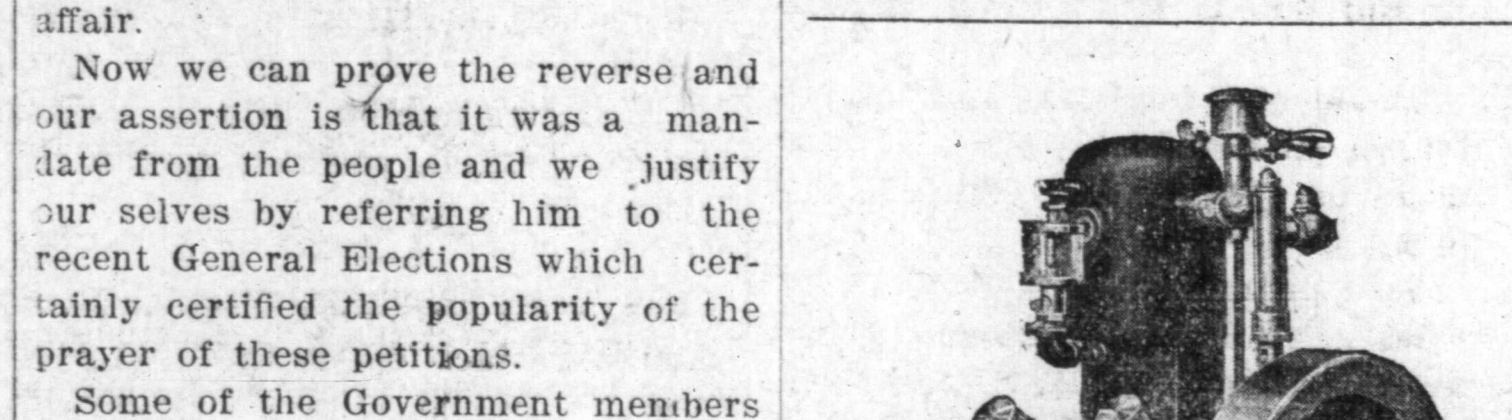 affair.
Now we can prove the reverse and
our assertion is that it was a man-
date from the people and we justify
our selves by referring him to the
recent General Elections which cer-
tainly certified the popularity of the
prayer of these petitions.
Some of the Government members